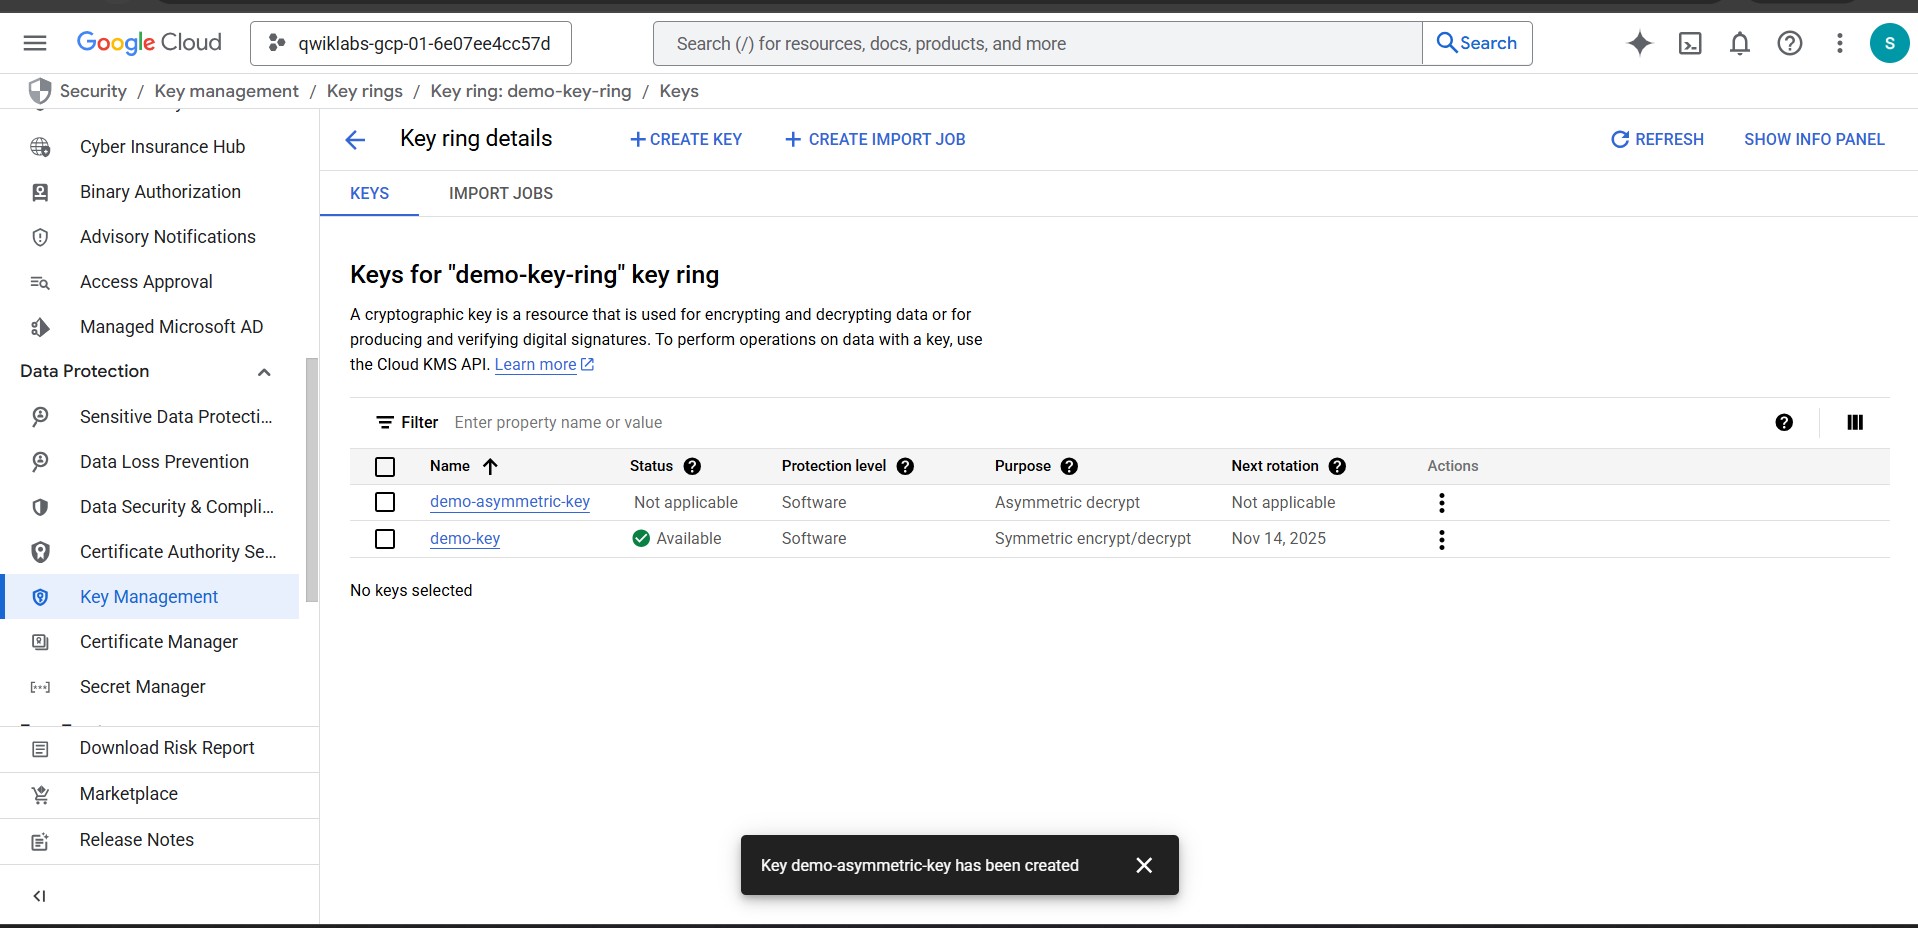 Google Cloud
qwiklabs-gcp-01-6e07ee4cc57d
Search (/) for resources, docs, products, and more
Search
S
Security / Key management / Key rings / Key ring: demo-key-ring / Keys
Cyber Insurance Hub
Binary Authorization
Advisory Notifications
Access Approval
Managed Microsoft AD
Data Protection
Sensitive Data Protecti...
Data Loss Prevention
Data Security & Compli...
Certificate Authority Se...
Key Management
Certificate Manager
Secret Manager
Download Risk Report
Marketplace
Release Notes
Key ring details
+ CREATE KEY
+ CREATE IMPORT JOB
REFRESH
SHOW INFO PANEL
KEYS
IMPORT JOBS
Keys for "demo-key-ring" key ring
A cryptographic key is a resource that is used for encrypting and decrypting data or for
producing and verifying digital signatures. To perform operations on data with a key, use
the Cloud KMS API. Learn more
Filter Enter property name or value
Name Status Protection level Purpose Next rotation Actions
demo-asymmetric-key Not applicable Software Asymmetric decrypt Not applicable
demo-key Available Software Symmetric encrypt/decrypt Nov 14, 2025
No keys selected
Key demo-asymmetric-key has been created